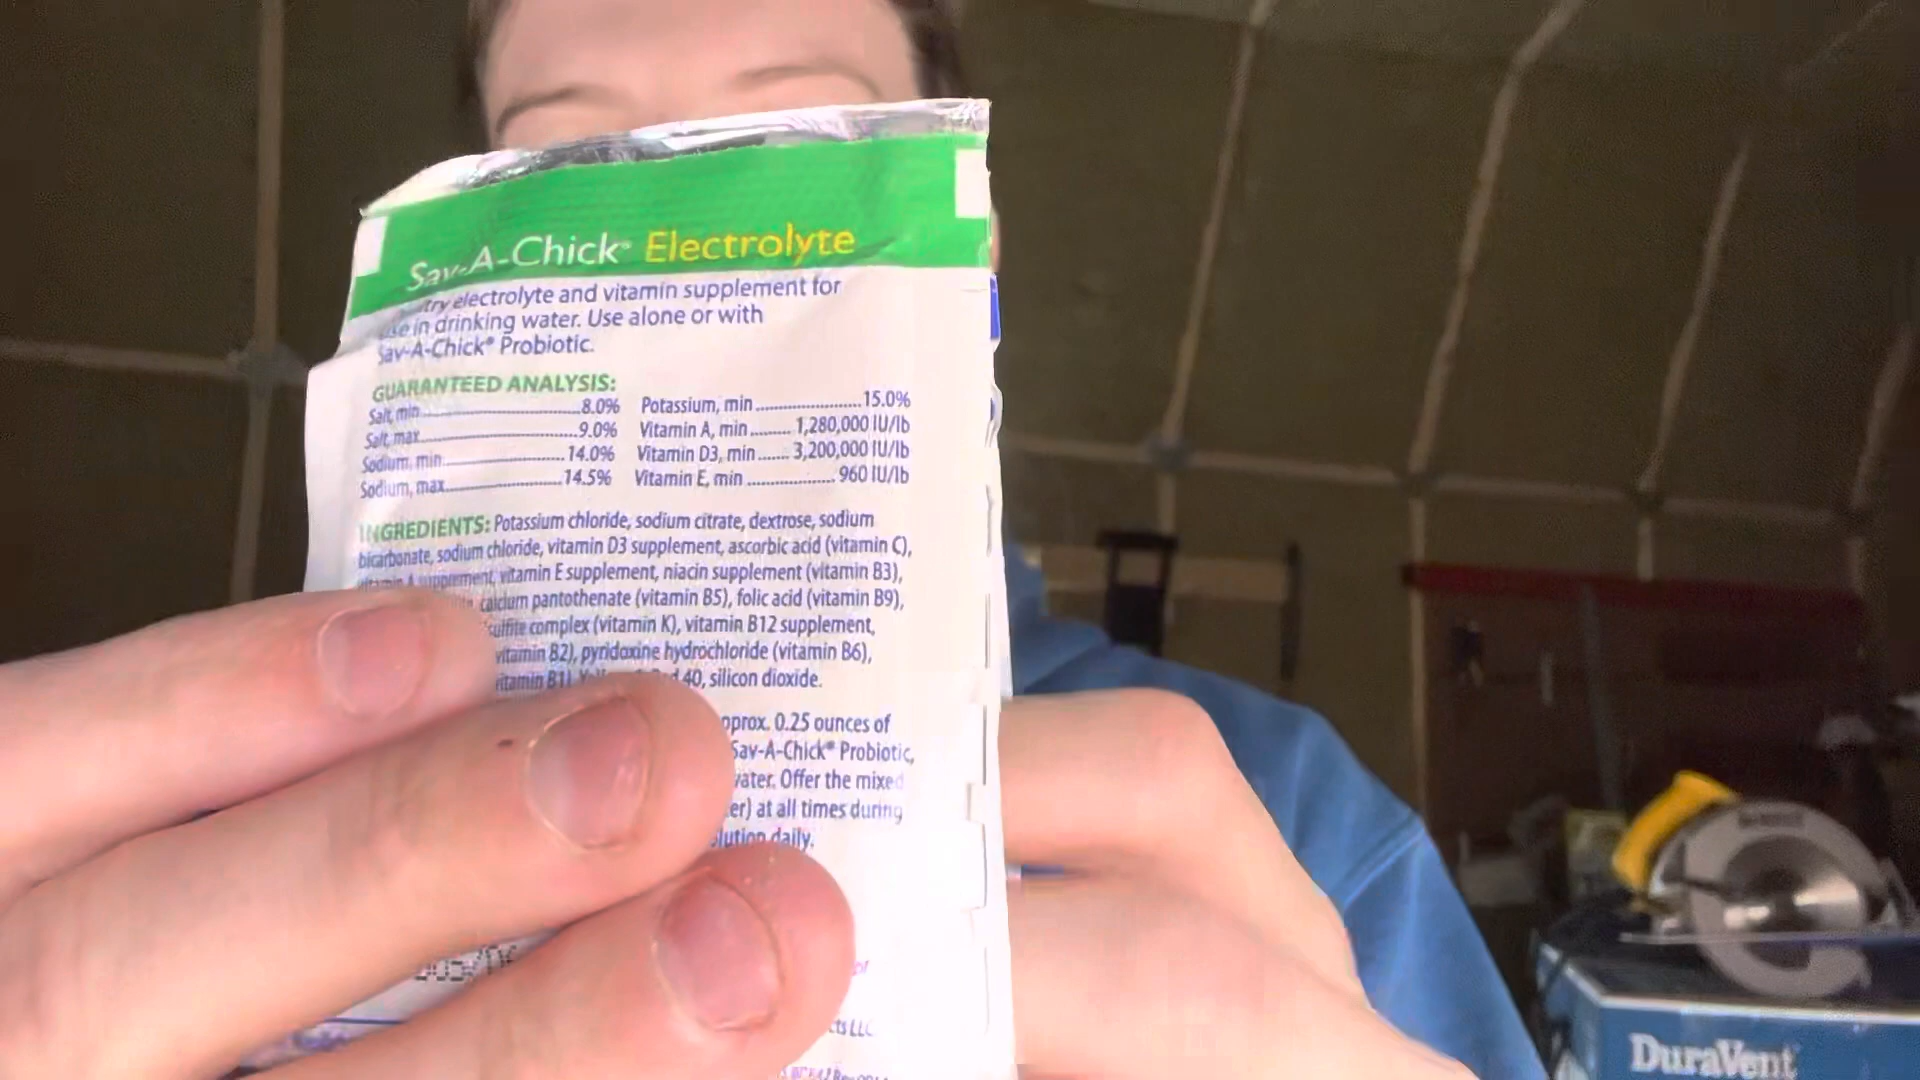 Sav-A-Chick® Electrolyte
electrolyte and vitamin supplement for
use in drinking water. Use alone or with
Sav-A-Chick® Probiotic.
GUARANTEED ANALYSIS:
Salt, min 8.0% Potassium, min 15.0%
Salt, max 9.0% Vitamin A, min 1,280,000 IU/lb
Sodium, min 14.0% Vitamin D3, min 3,200,000 IU/lb
Sodium, max 14.5% Vitamin E, min 960 IU/lb
INGREDIENTS: Potassium chloride, sodium citrate, dextrose, sodium
bicarbonate, sodium chloride, vitamin D3 supplement, ascorbic acid (vitamin C),
vitamin A supplement, vitamin E supplement, niacin supplement (vitamin B3),
calcium pantothenate (vitamin B5), folic acid (vitamin B9),
complex (vitamin K), vitamin B12 supplement,
vitamin B2), pyridoxine hydrochloride (vitamin B6),
vitamin B1) 40, silicon dioxide.
0.25 ounces of
Sav-A-Chick® Probiotic,
water. Offer the mixed
at all times during
daily.
LLC
DuraVent